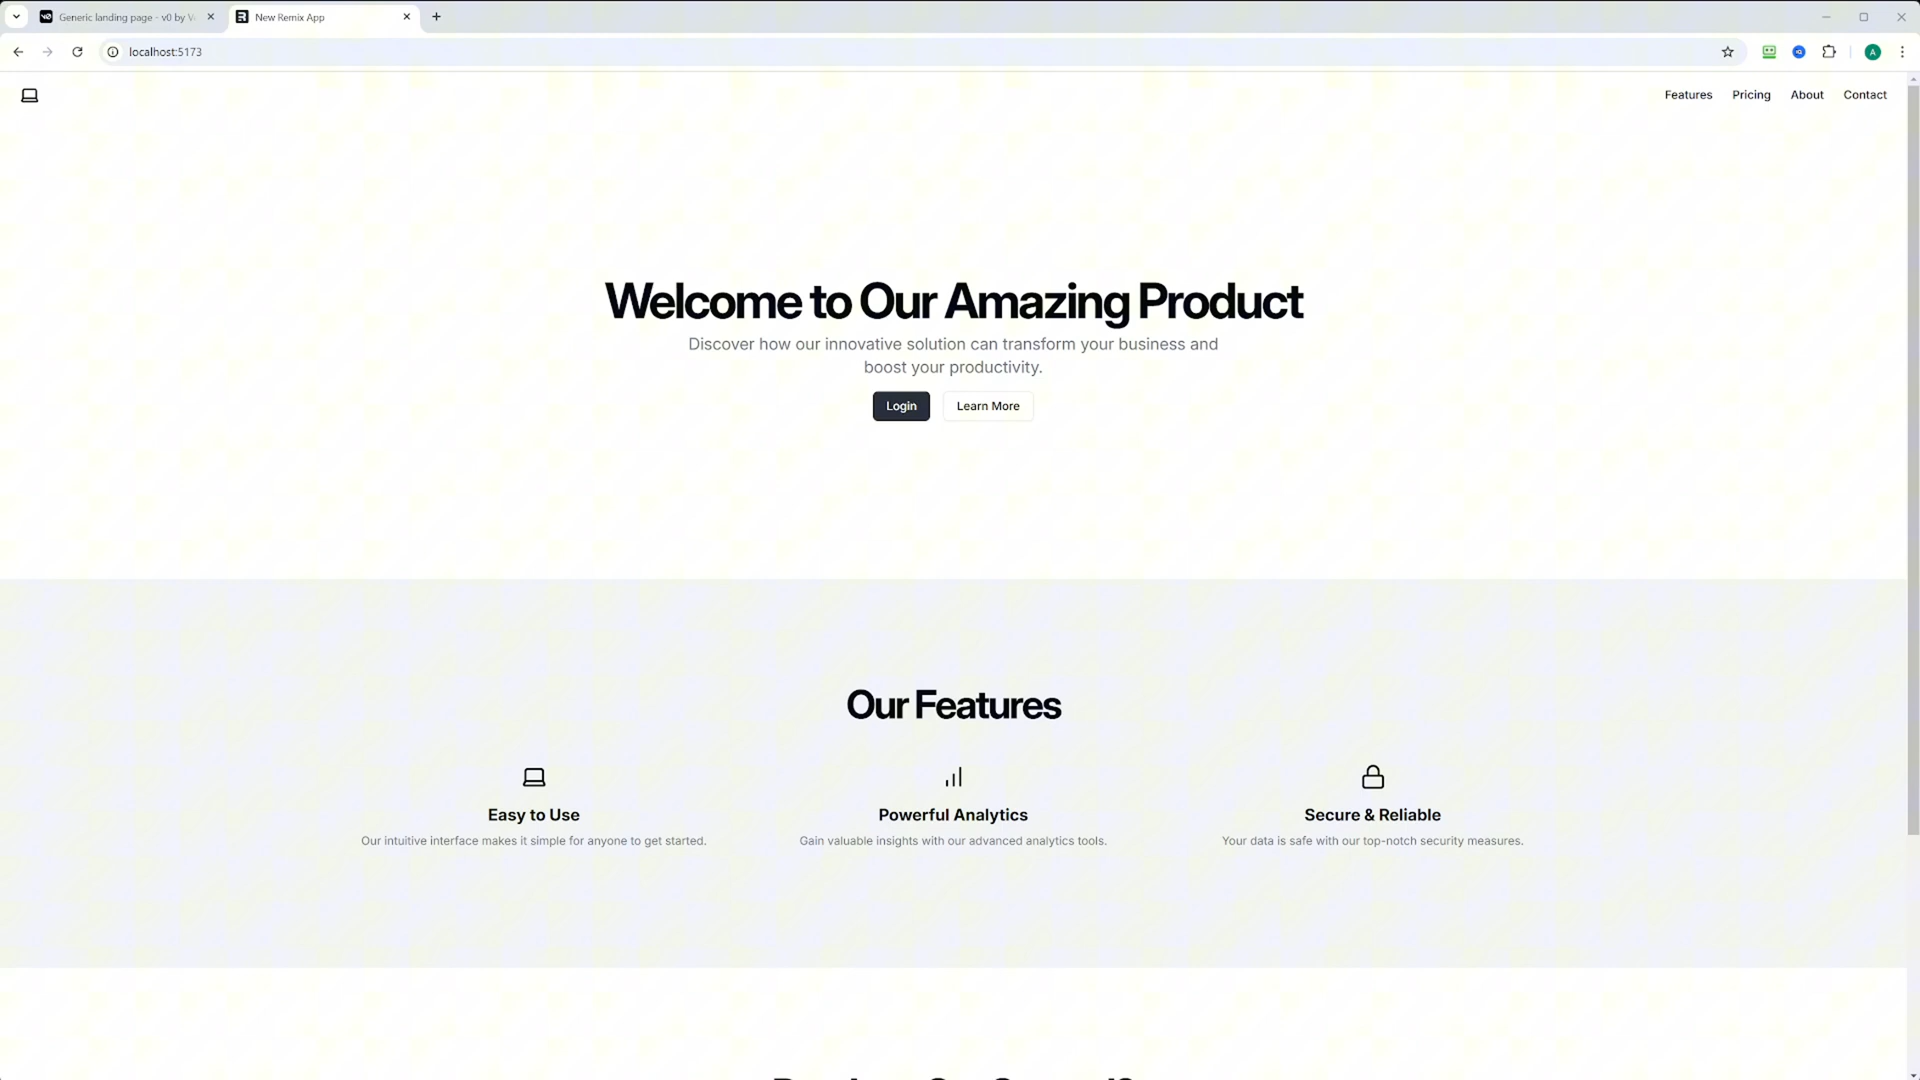 Generic landing page - v0 by V
New Remix App
localhost:5173
A
Features Pricing About Contact
Welcome to Our Amazing Product
Discover how our innovative solution can transform your business and
boost your productivity.
Login Learn More
Our Features
Easy to Use
Our intuitive interface makes it simple for anyone to get started.
Powerful Analytics
Gain valuable insights with our advanced analytics tools.
Secure & Reliable
Your data is safe with our top-notch security measures.